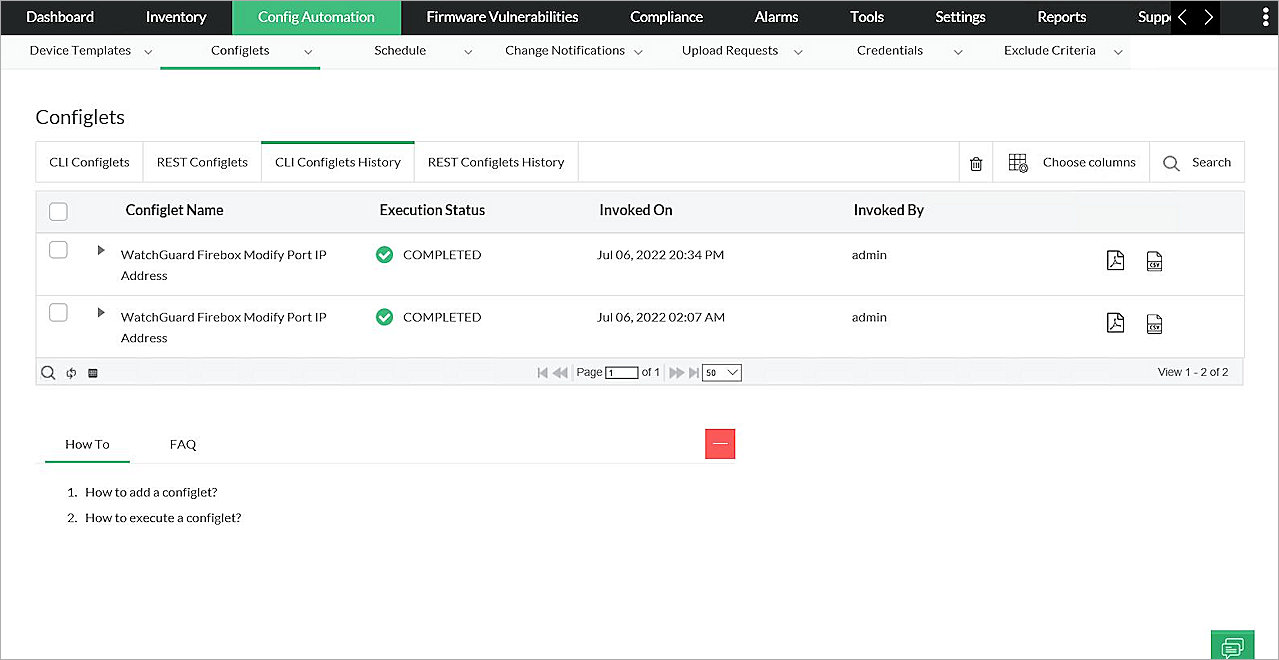 Dashboard Inventory Config Automation Firmware Vulnerabilities Compliance Alarms Tools Settings Reports Supp
Device Templates Configlets Schedule Change Notifications Upload Requests Credentials Exclude Criteria
Configlets
CLI Configlets REST Configlets CLI Configlets History REST Configlets History Choose columns Search
Configlet Name Execution Status Invoked On Invoked By
WatchGuard Firebox Modify Port IP COMPLETED Jul 06, 2022 20:34 PM admin CSV
Address
WatchGuard Firebox Modify Port IP COMPLETED Jul 06, 2022 02:07 AM admin CSV
Address
Page 1 of 1 50 View 1 - 2 of 2
How To FAQ
1. How to add a configlet?
2. How to execute a configlet?